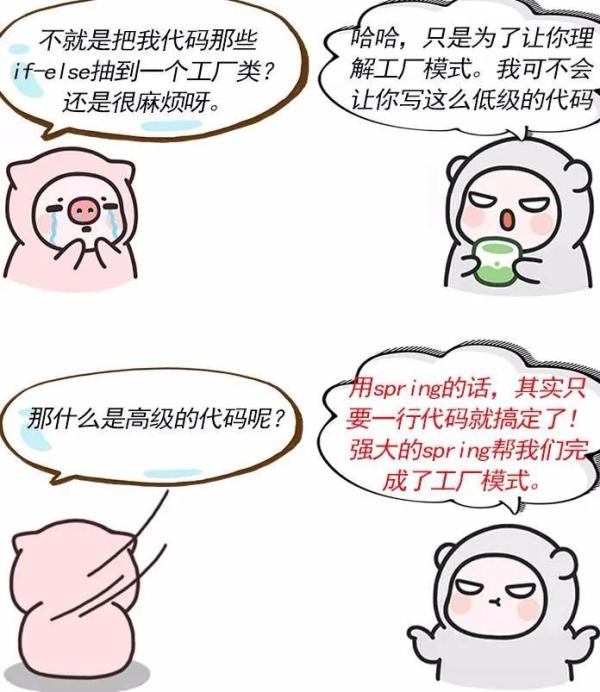 不就是把我代码那些
if-else抽到一个工厂类?
还是很麻烦呀。
哈哈，只是为了让你理
解工厂模式。我可不会
让你写这么低级的代码
那什么是高级的代码呢?
用spring的话，其实只
要一行代码就搞定了!
强大的spring帮我们完
成了工厂模式。